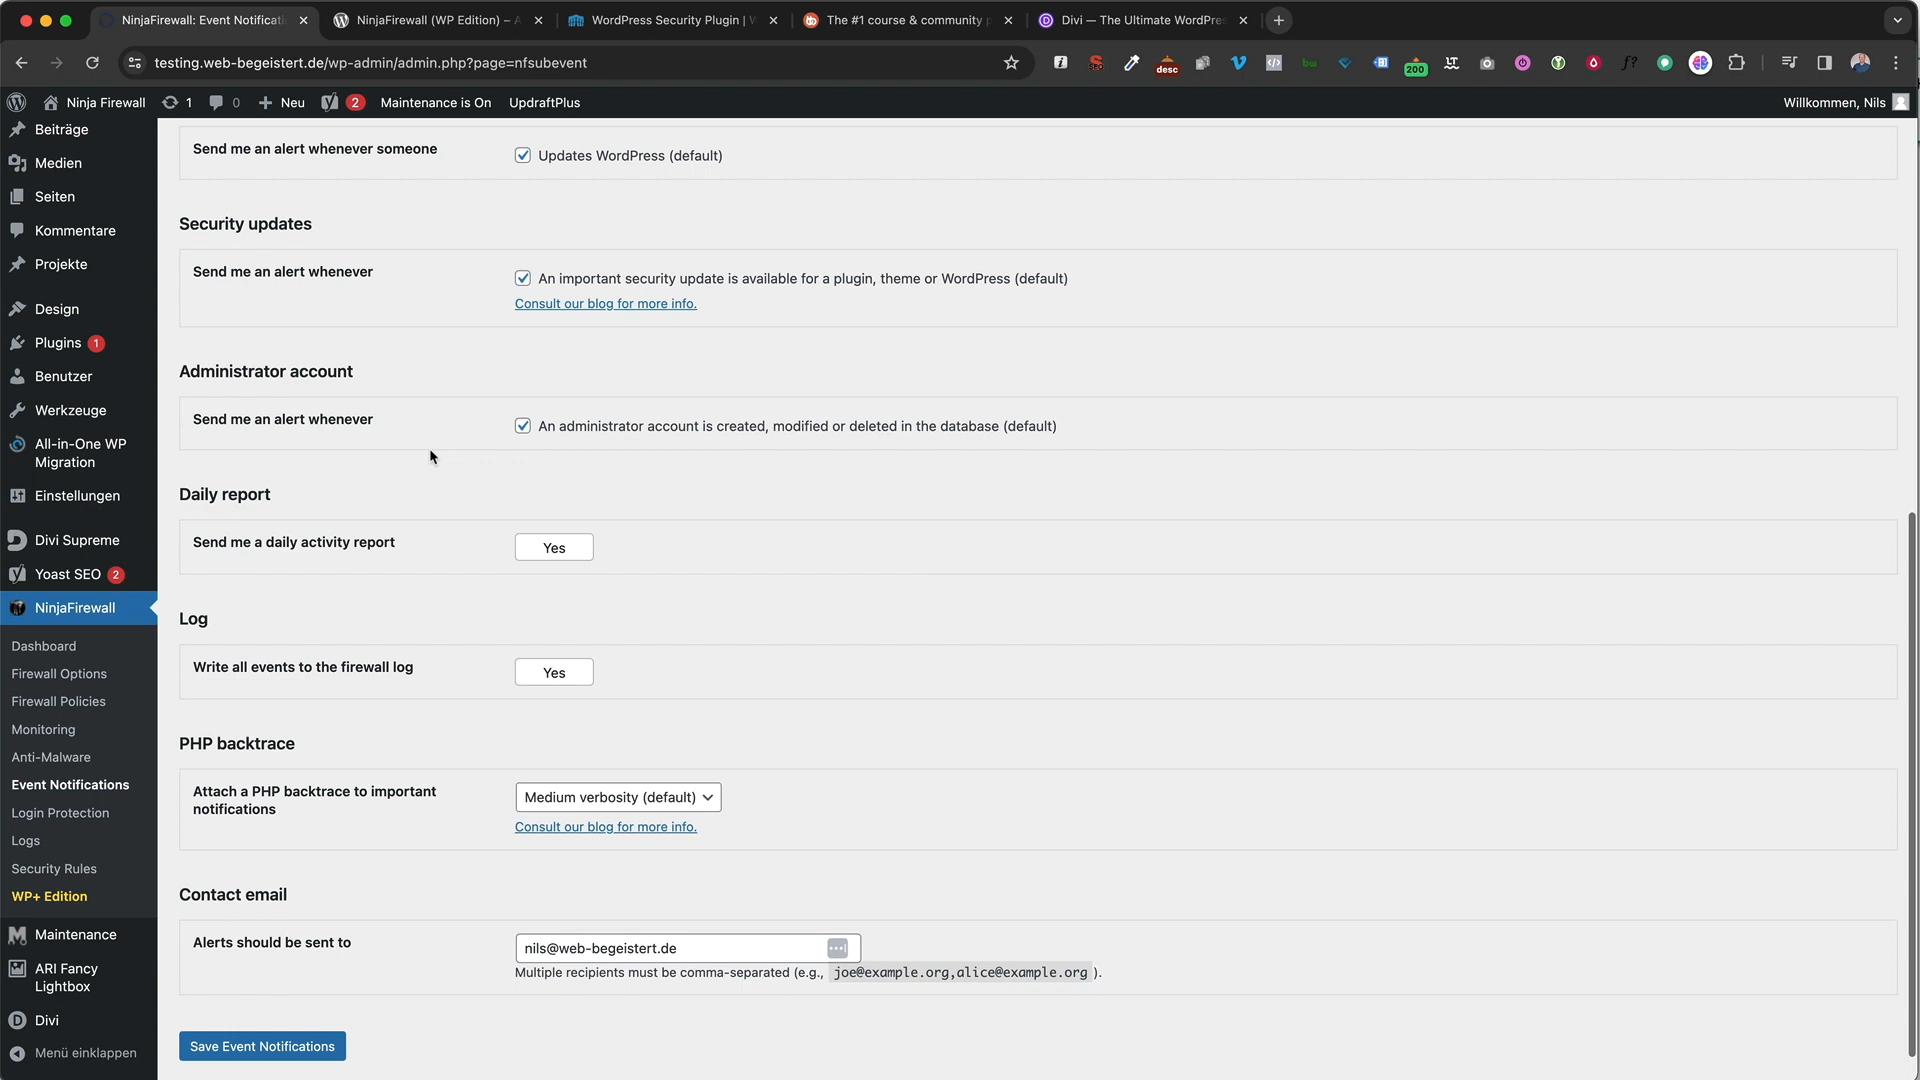 NinjaFirewall: Event Notificati
NinjaFirewall (WP Edition) – A
WordPress Security Plugin | W
The #1 course & community p
Divi — The Ultimate WordPres
testing.web-begeistert.de/wp-admin/admin.php?page=nfsubevent
desc
200
Ninja Firewall
1
0
Neu
2
Maintenance is On
UpdraftPlus
Willkommen, Nils
Beiträge
Medien
Seiten
Kommentare
Projekte
Design
Plugins 1
Benutzer
Werkzeuge
All-in-One WP
Migration
Einstellungen
Divi Supreme
Yoast SEO 2
NinjaFirewall
Dashboard
Firewall Options
Firewall Policies
Monitoring
Anti-Malware
Event Notifications
Login Protection
Logs
Security Rules
WP+ Edition
Maintenance
ARI Fancy
Lightbox
Divi
Menü einklappen
Send me an alert whenever someone
Updates WordPress (default)
Security updates
Send me an alert whenever
An important security update is available for a plugin, theme or WordPress (default)
Consult our blog for more info.
Administrator account
Send me an alert whenever
An administrator account is created, modified or deleted in the database (default)
Daily report
Send me a daily activity report
Yes
Log
Write all events to the firewall log
Yes
PHP backtrace
Attach a PHP backtrace to important
notifications
Medium verbosity (default)
Consult our blog for more info.
Contact email
Alerts should be sent to
nils@web-begeistert.de
Multiple recipients must be comma-separated (e.g., joe@example.org,alice@example.org ).
Save Event Notifications